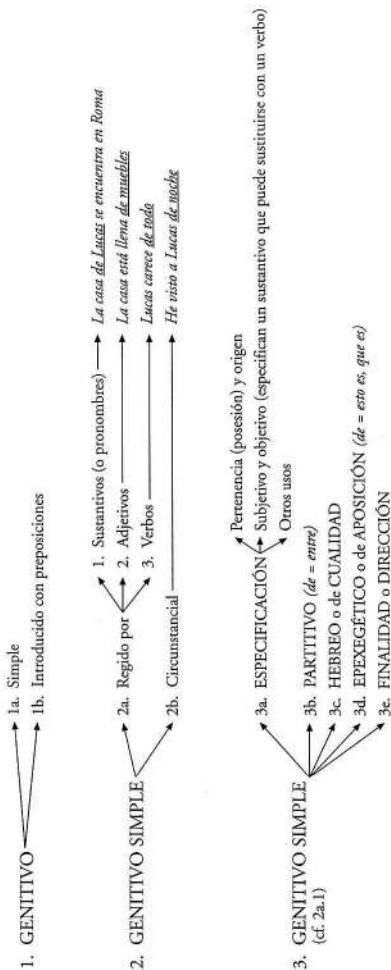 1. GENITIVO
1a. Simple
1b. Introducido con preposiciones
2. GENITIVO SIMPLE
2a. Regido por
1. Sustantivos (o pronombres)
La casa de Lucas se encuentra en Roma
2. Adjetivos
La casa está llena de muebles
3. Verbos
Lucas carece de todo
2b. Circunstancial
He visto a Lucas de noche
3. GENITIVO SIMPLE
(cf. 2a.1)
3a. ESPECIFICACIÓN
Pertenencia (posesión) y origen
Subjetivo y objetivo (especifican un sustantivo que puede sustituirse con un verbo)
Otros usos
3b. PARTITIVO (de = entre)
3c. HEBREO o de CUALIDAD
3d. EPEXEGÉTICO o de APOSICIÓN (de = esto es, que es)
3e. FINALIDAD o DIRECCIÓN